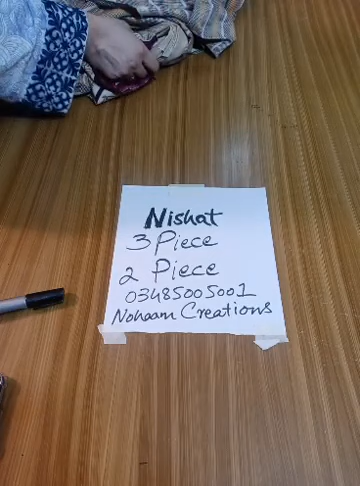 Nishat
3 Piece
2 Piece
03485005001
Nohaam Creations